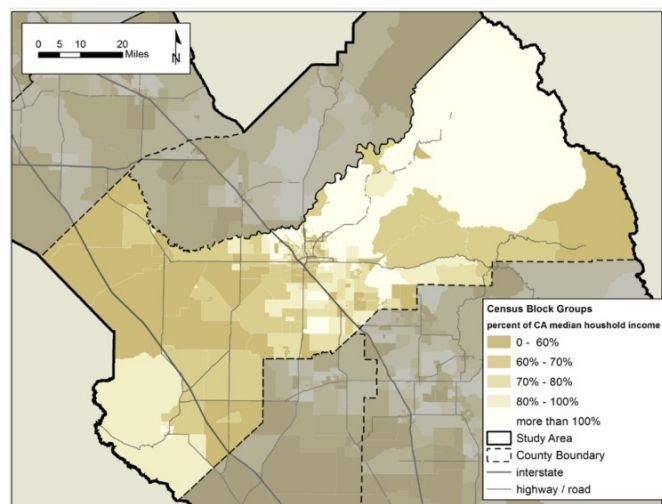 0 5 10 20
Miles
N
Census Block Groups
percent of CA median houshold income
0 - 60%
60% - 70%
70% - 80%
80% - 100%
more than 100%
Study Area
County Boundary
interstate
highway / road